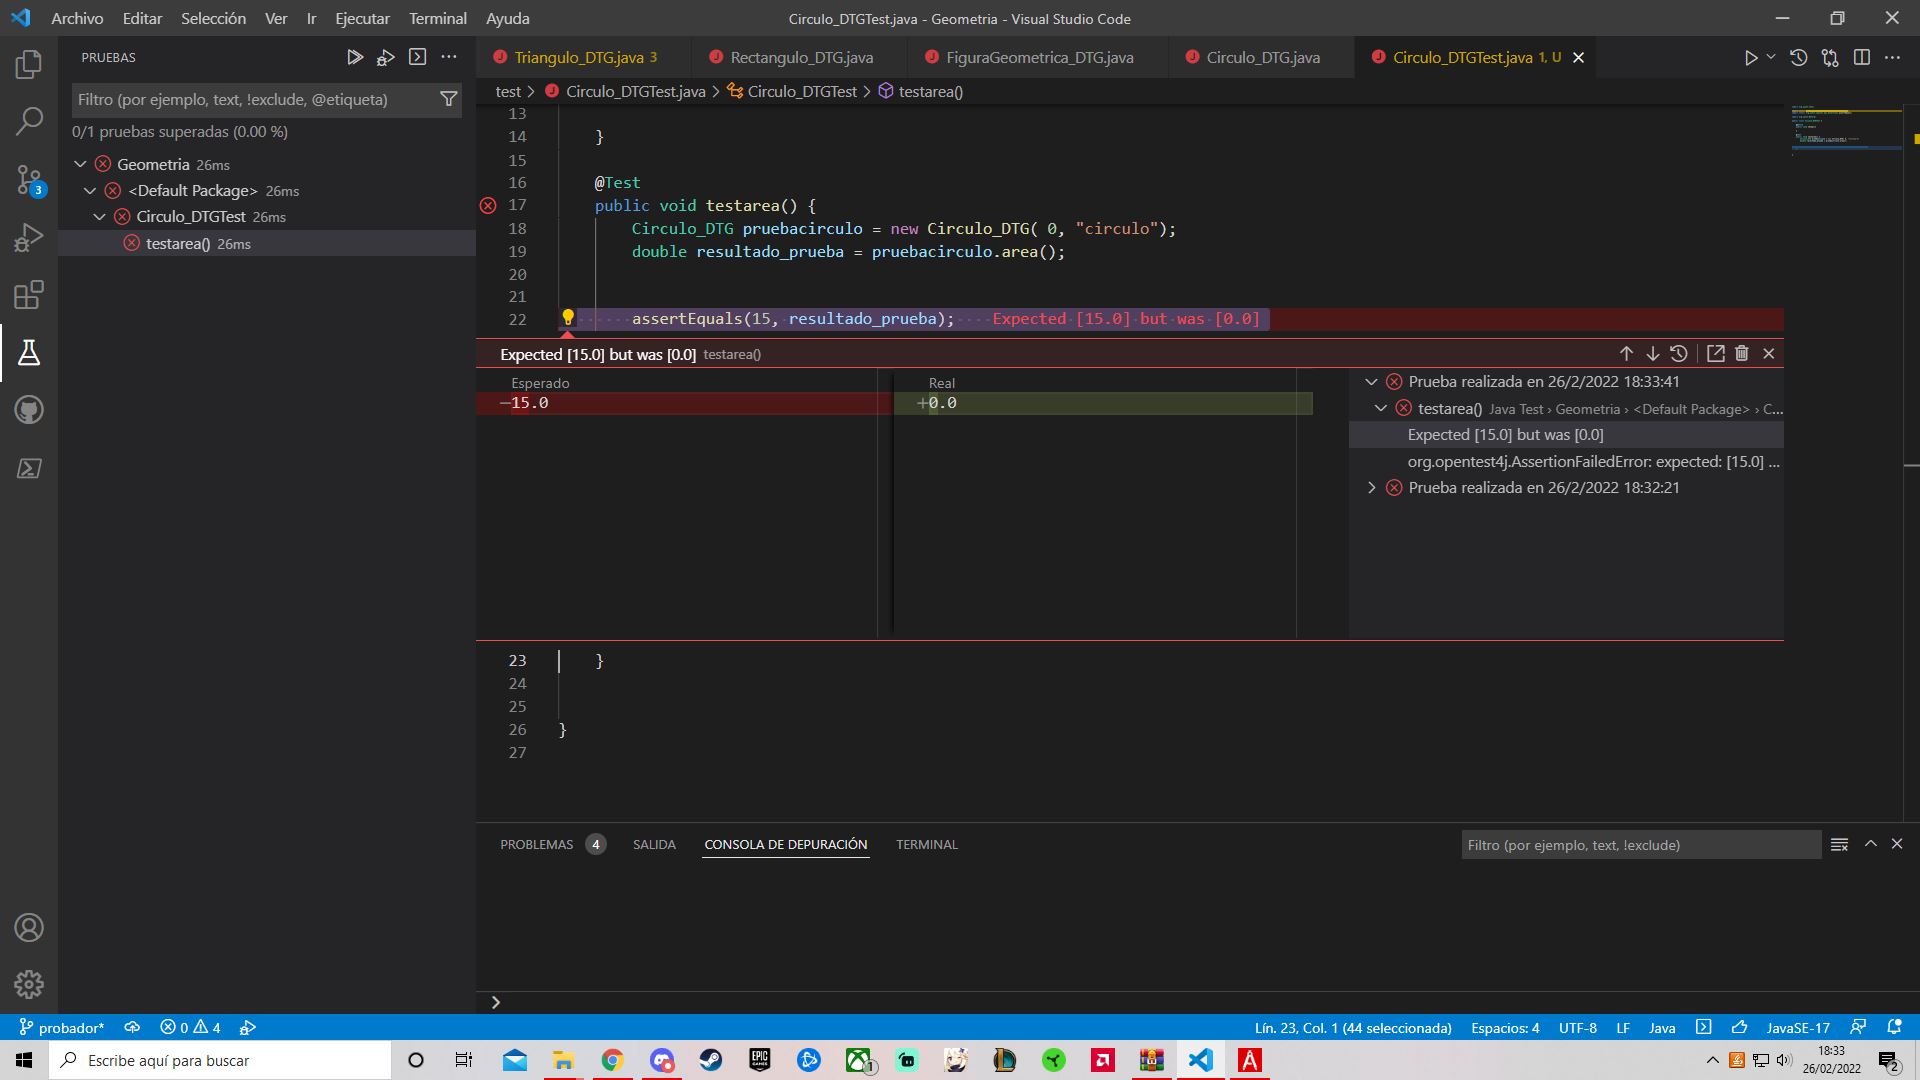 Archivo Editar Selección Ver Ir Ejecutar Terminal Ayuda
Circulo_DTGTest.java - Geometria - Visual Studio Code
PRUEBAS
Filtro (por ejemplo, text, !exclude, @etiqueta)
0/1 pruebas superadas (0.00 %)
Geometria 26ms
<Default Package> 26ms
Circulo_DTGTest 26ms
testarea() 26ms
3
Triangulo_DTG.java 3
Rectangulo_DTG.java
FiguraGeometrica_DTG.java
Circulo_DTG.java
Circulo_DTGTest.java 1, U
test > Circulo_DTGTest.java > Circulo_DTGTest > testarea()
13
14 }
15
16 @Test
17 public void testarea() {
18 Circulo_DTG pruebacirculo = new Circulo_DTG( 0, "circulo");
19 double resultado_prueba = pruebacirculo.area();
20
21
22 assertEquals(15, resultado_prueba); Expected [15.0] but was [0.0]
Expected [15.0] but was [0.0] testarea()
Esperado
−15.0
Real
+0.0
Prueba realizada en 26/2/2022 18:33:41
testarea() Java Test › Geometria › <Default Package> › C...
Expected [15.0] but was [0.0]
org.opentest4j.AssertionFailedError: expected: [15.0] ...
Prueba realizada en 26/2/2022 18:32:21
23 }
24
25
26 }
27
PROBLEMAS 4 SALIDA CONSOLA DE DEPURACIÓN TERMINAL
Filtro (por ejemplo, text, !exclude)
probador* 0 4
Lín. 23, Col. 1 (44 seleccionada) Espacios: 4 UTF-8 LF Java JavaSE-17
Escribe aquí para buscar
EPIC GAMES
1
18:33
26/02/2022
2